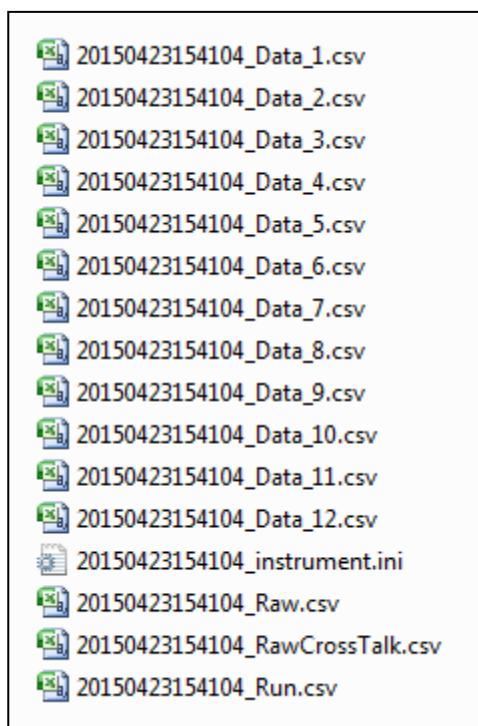 20150423154104_Data_1.csv
20150423154104_Data_2.csv
20150423154104_Data_3.csv
20150423154104_Data_4.csv
20150423154104_Data_5.csv
20150423154104_Data_6.csv
20150423154104_Data_7.csv
20150423154104_Data_8.csv
20150423154104_Data_9.csv
20150423154104_Data_10.csv
20150423154104_Data_11.csv
20150423154104_Data_12.csv
20150423154104_instrument.ini
20150423154104_Raw.csv
20150423154104_RawCrossTalk.csv
20150423154104_Run.csv